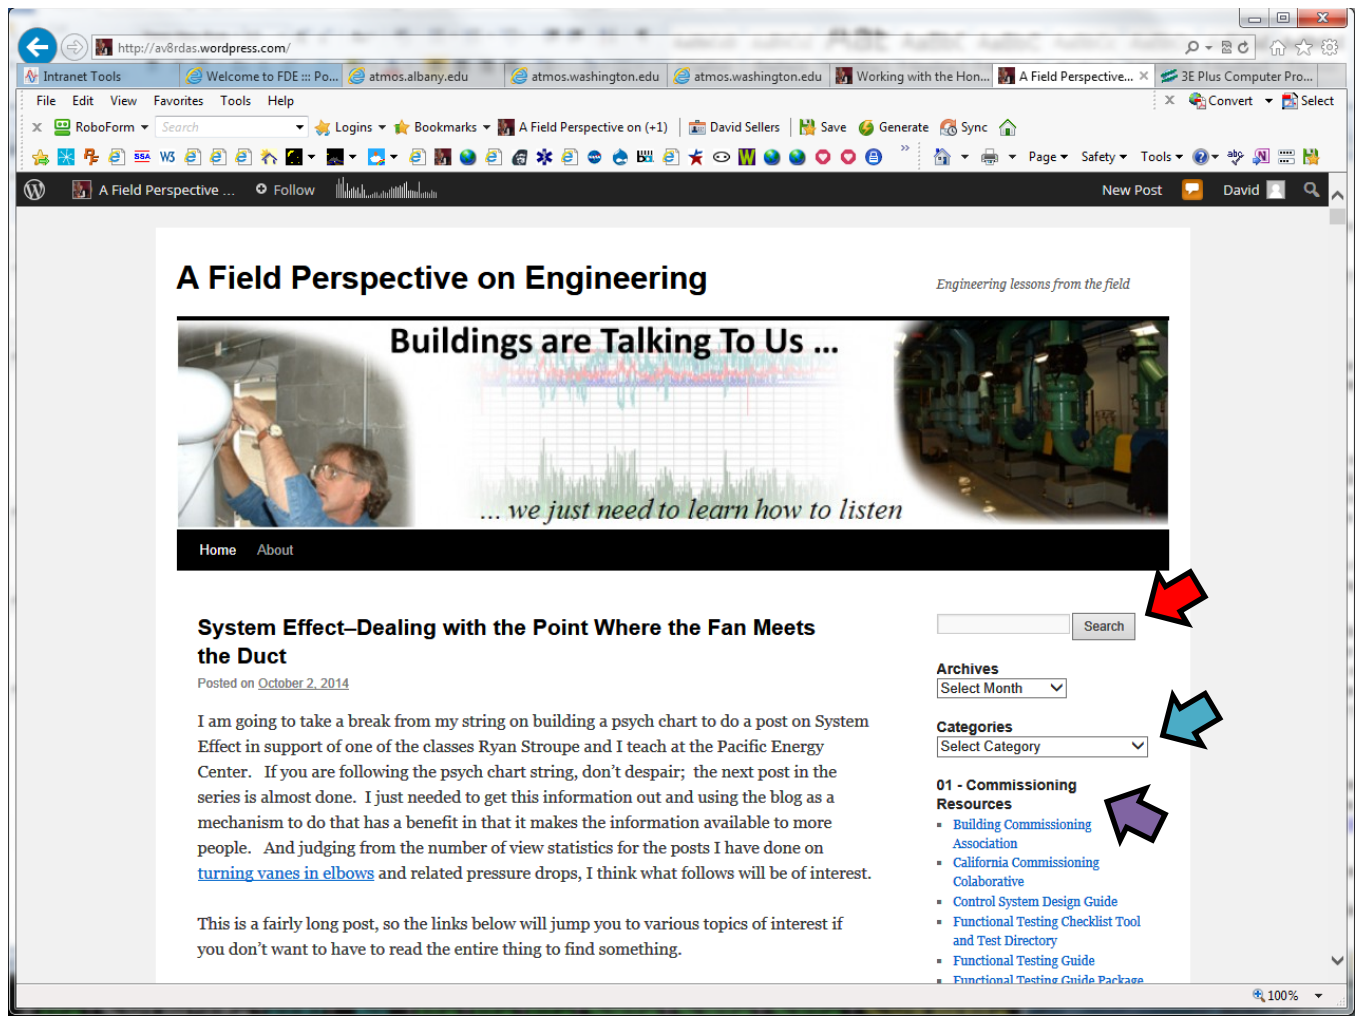 http://av8rdas.wordpress.com/
Intranet Tools
Welcome to FDE ::: Po...
atmos.albany.edu
atmos.washington.edu
atmos.washington.edu
Working with the Hon...
A Field Perspective...
3E Plus Computer Pro...
File Edit View Favorites Tools Help
Convert Select
RoboForm Search Logins Bookmarks A Field Perspective on (+1) David Sellers Save Generate Sync
SSA W3 Page Safety Tools
A Field Perspective ... Follow New Post David
A Field Perspective on Engineering
Engineering lessons from the field
Buildings are Talking To Us ...
... we just need to learn how to listen
Home About
System Effect–Dealing with the Point Where the Fan Meets
the Duct
Posted on October 2, 2014
I am going to take a break from my string on building a psych chart to do a post on System
Effect in support of one of the classes Ryan Stroupe and I teach at the Pacific Energy
Center.   If you are following the psych chart string, don’t despair;  the next post in the
series is almost done.  I just needed to get this information out and using the blog as a
mechanism to do that has a benefit in that it makes the information available to more
people.   And judging from the number of view statistics for the posts I have done on
turning vanes in elbows and related pressure drops, I think what follows will be of interest.
This is a fairly long post, so the links below will jump you to various topics of interest if
you don’t want to have to read the entire thing to find something.
Search
Archives
Select Month
Categories
Select Category
01 - Commissioning
Resources
Building Commissioning
Association
California Commissioning
Colaborative
Control System Design Guide
Functional Testing Checklist Tool
and Test Directory
Functional Testing Guide
Functional Testing Guide Package
100%